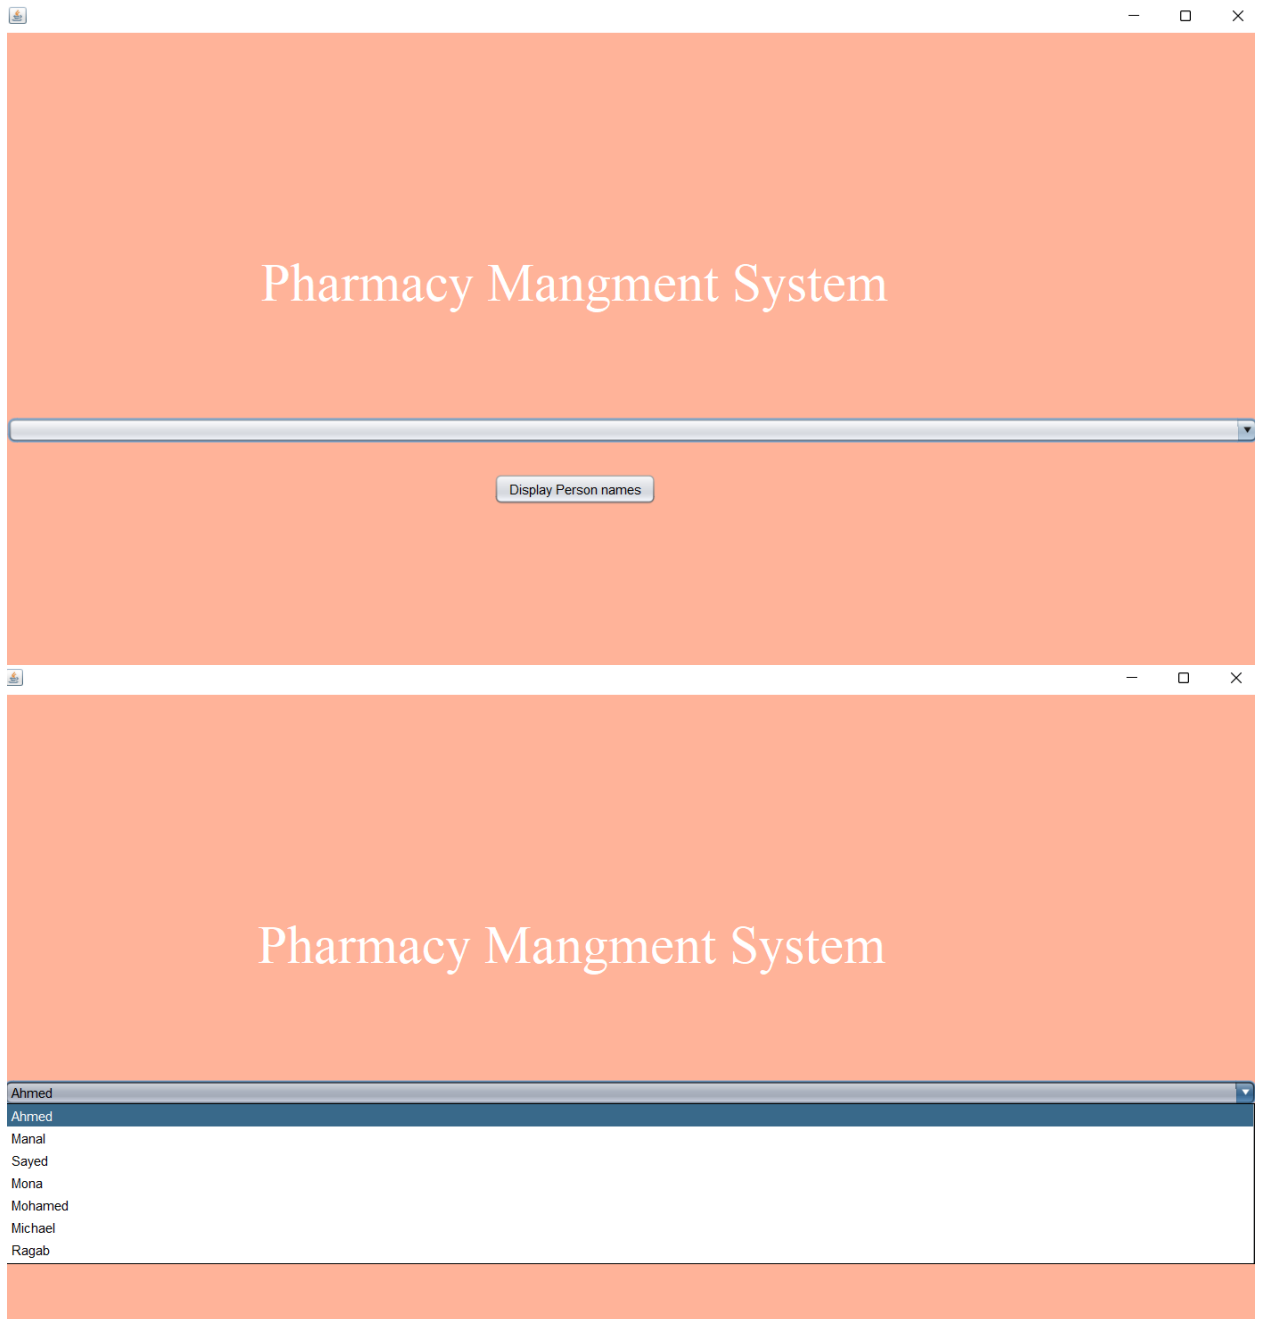 Pharmacy Mangment System
Display Person names
Pharmacy Mangment System
Ahmed
Ahmed
Manal
Sayed
Mona
Mohamed
Michael
Ragab